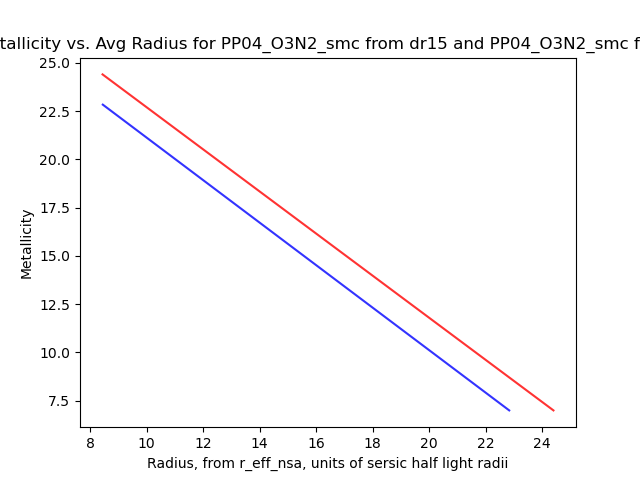 tallicity vs. Avg Radius for PP04_O3N2_smc from dr15 and PP04_O3N2_smc f
25.0
22.5
20.0
17.5
15.0
12.5
10.0
7.5
Metallicity
8 10 12 14 16 18 20 22 24
Radius, from r_eff_nsa, units of sersic half light radii